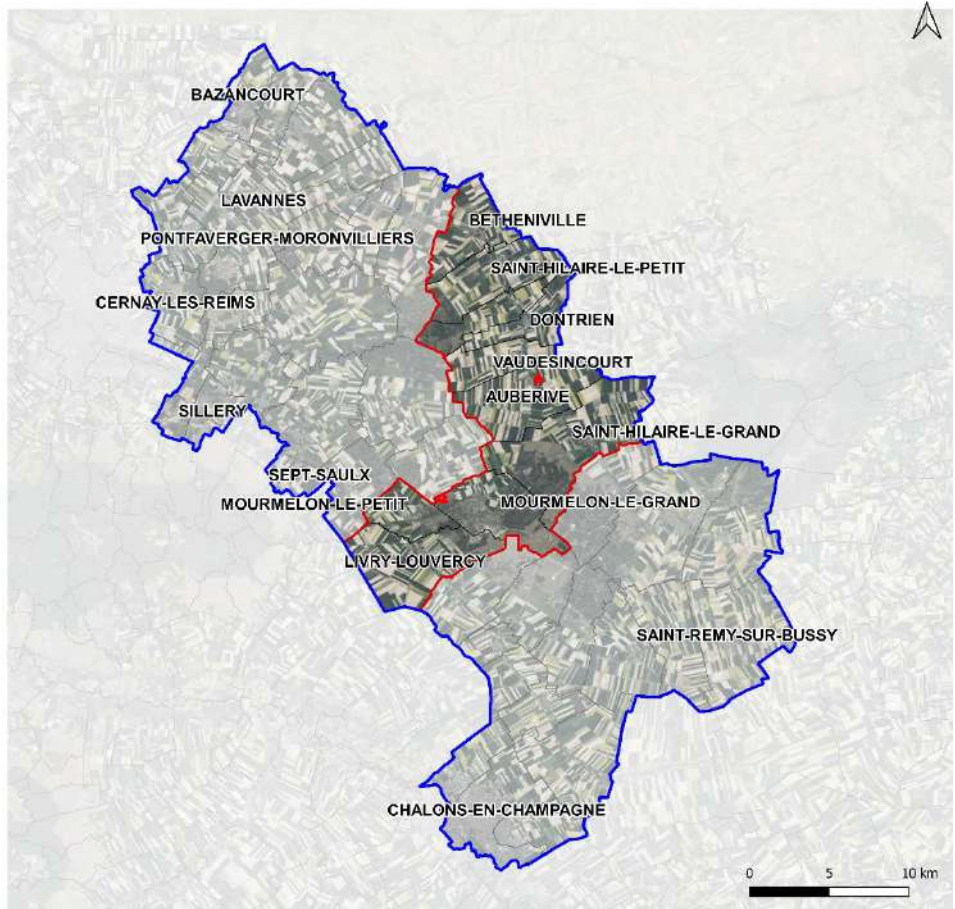 BAZANCOURT
LAVANNES
BETHENIVILLE
PONTFAVERGER-MORONVILLIERS
SAINT-HILAIRE-LE-PETIT
CERNAY-LES-REIMS
DONTRIEN
VAUDESINCOURT
AUBERIVE
SILLERY
SAINT-HILAIRE-LE-GRAND
SEPT-SAULX
MOURMELON-LE-PETIT
MOURMELON-LE-GRAND
LIVRY-LOUVERCY
SAINT-REMY-SUR-BUSSY
CHALONS-EN-CHAMPAGNE
0 5 10 km